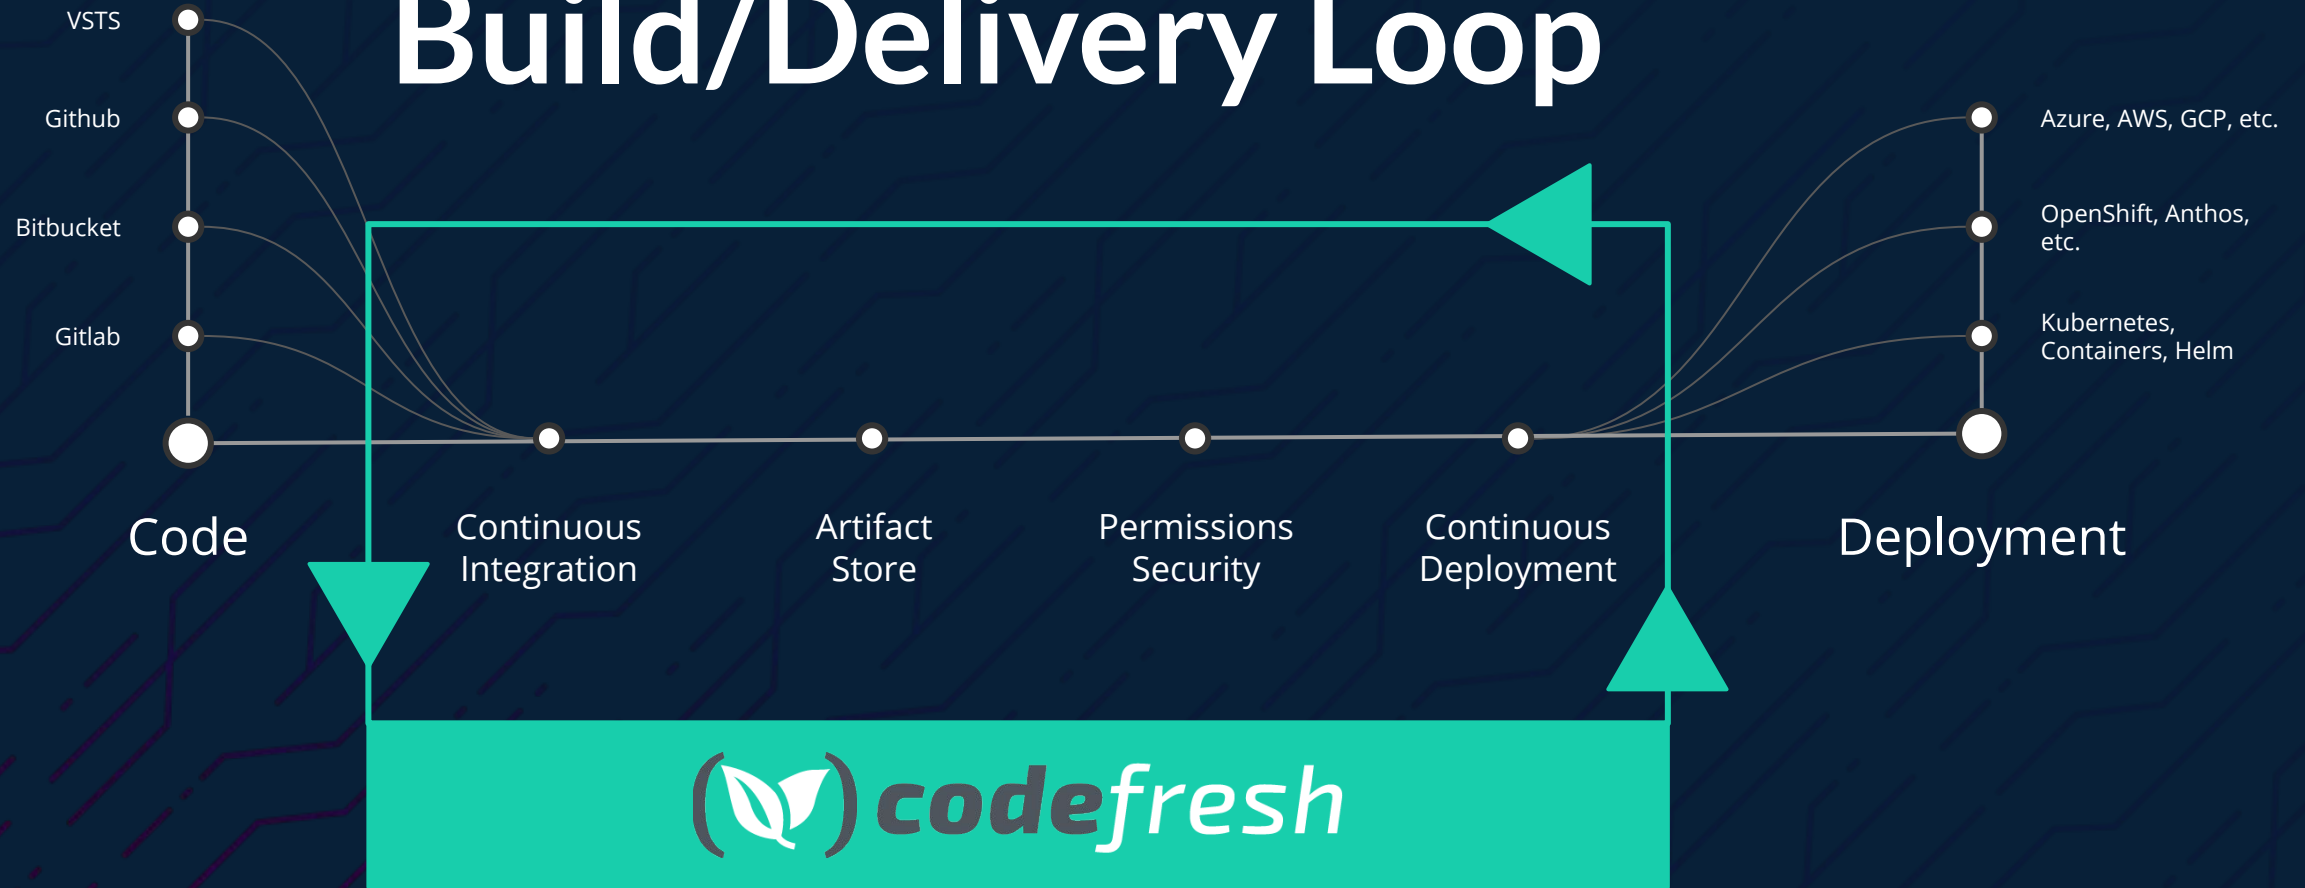 Build/Delivery Loop
VSTS
Github
Bitbucket
Gitlab
Azure, AWS, GCP, etc.
OpenShift, Anthos,
etc.
Kubernetes,
Containers, Helm
Code
Continuous
Integration
Artifact
Store
Permissions
Security
Continuous
Deployment
Deployment
codefresh